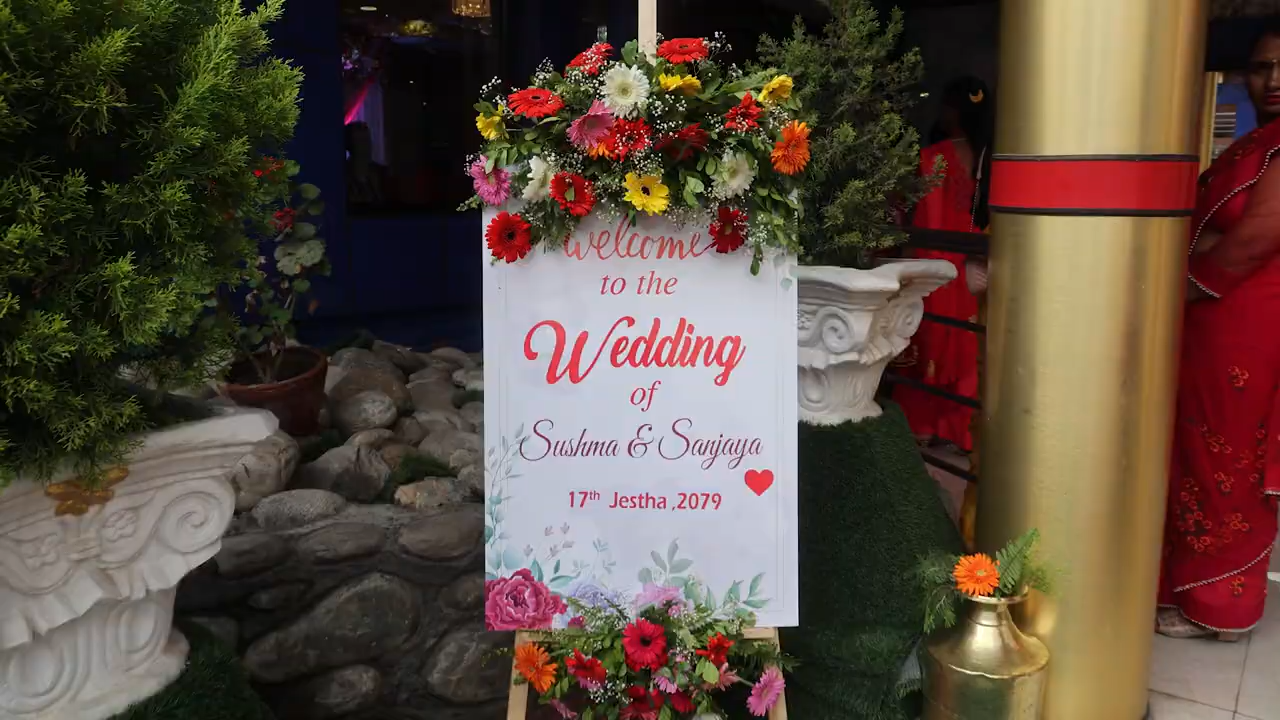 welcome
to the
Wedding
of
Sushma & Sanjaya
17th Jestha ,2079